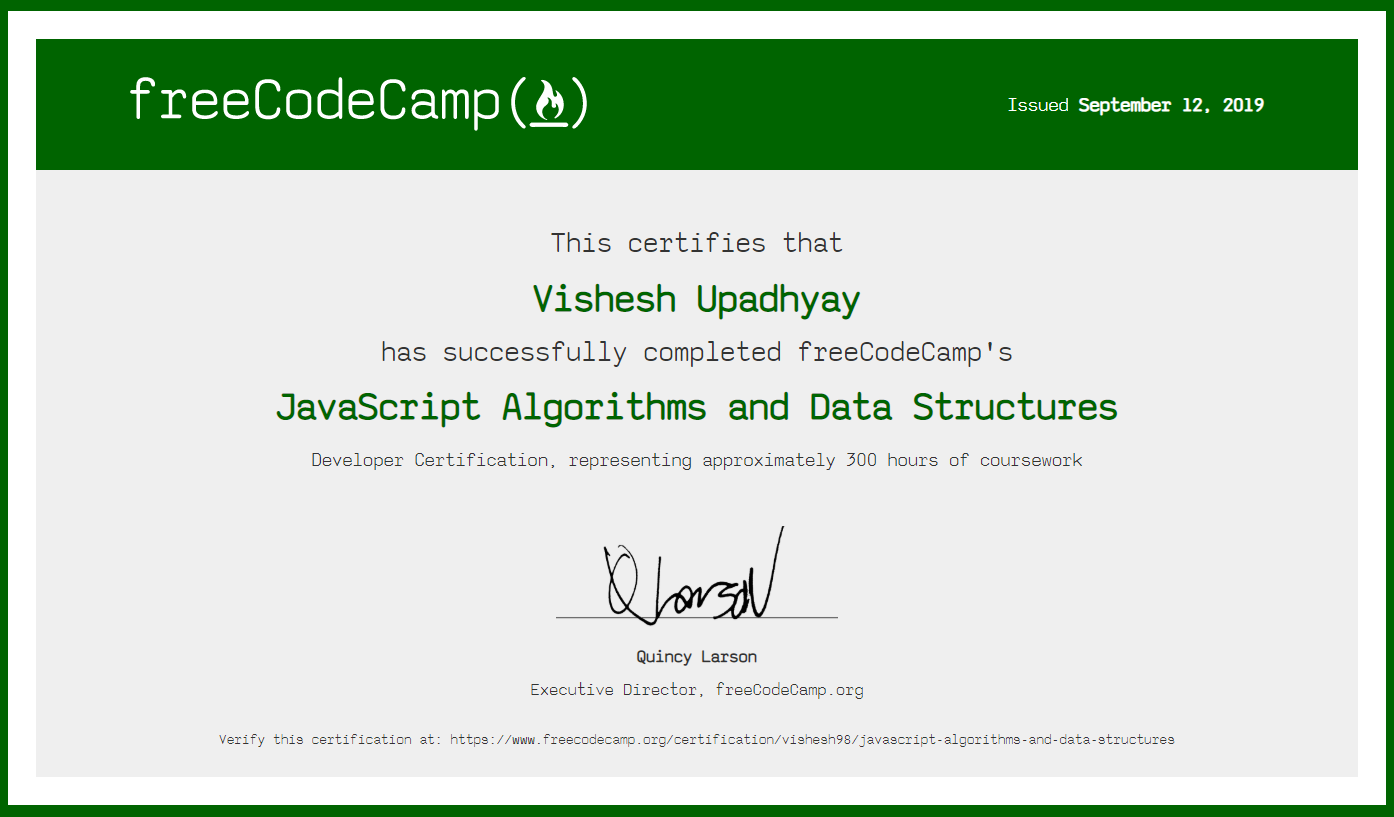 freeCodeCamp(🔥)
Issued September 12, 2019
This certifies that
Vishesh Upadhyay
has successfully completed freeCodeCamp's
JavaScript Algorithms and Data Structures
Developer Certification, representing approximately 300 hours of coursework
Q Larson
Quincy Larson
Executive Director, freeCodeCamp.org
Verify this certification at: https://www.freecodecamp.org/certification/vishesh98/javascript-algorithms-and-data-structures